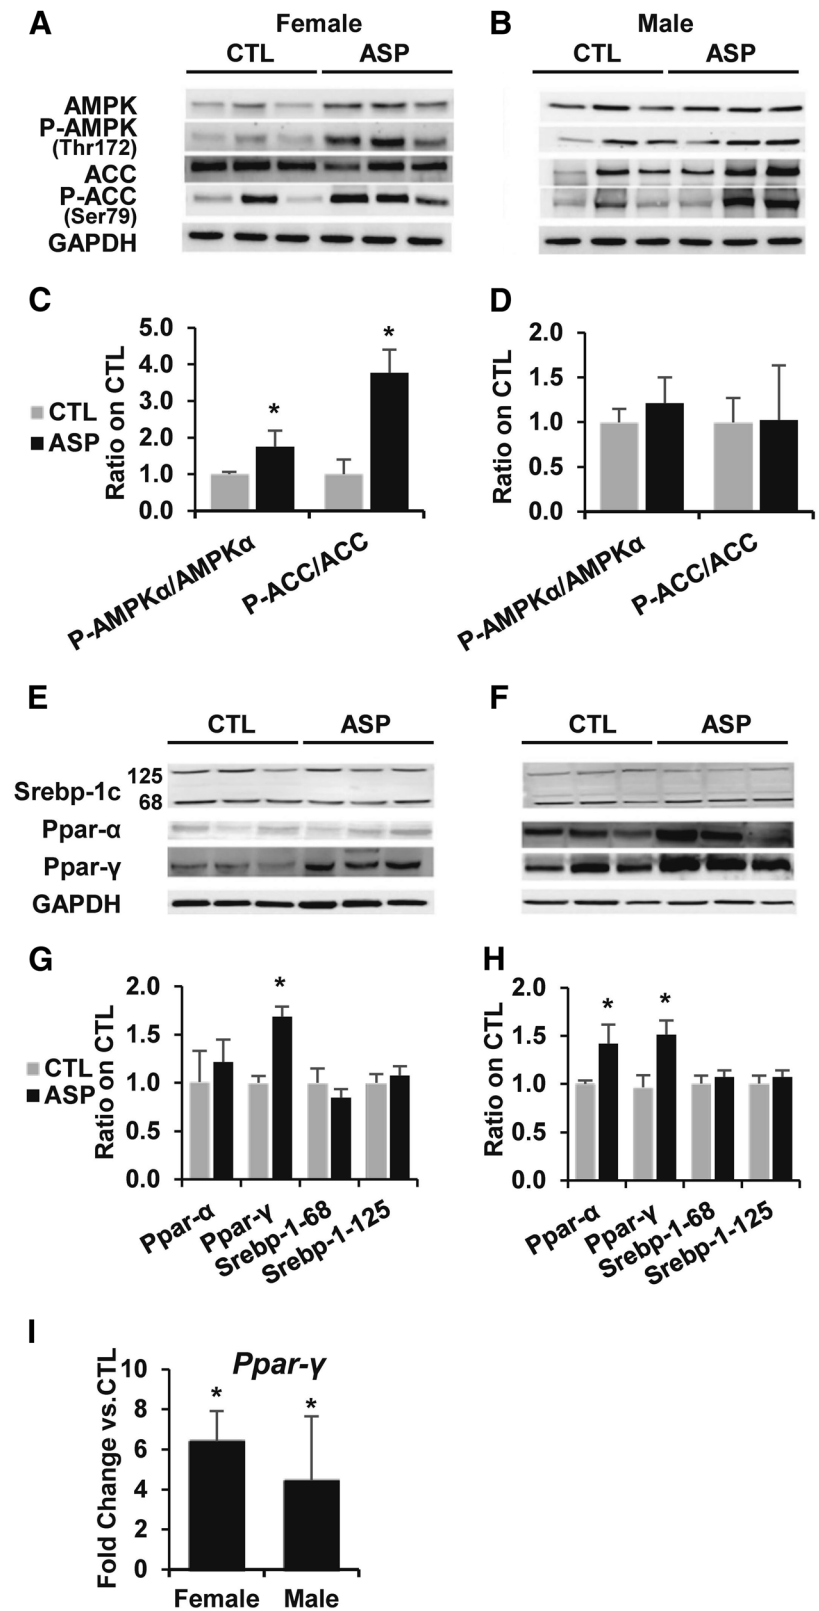 A Female B Male
CTL ASP CTL ASP
AMPK
P-AMPK
(Thr172)
ACC
P-ACC
(Ser79)
GAPDH
C D
5.0
4.0
3.0
2.0
1.0
0.0
Ratio on CTL
CTL
ASP
*
*
P-AMPKα/AMPKα
P-ACC/ACC
2.0
1.5
1.0
0.5
0.0
Ratio on CTL
P-AMPKα/AMPKα
P-ACC/ACC
E F
CTL ASP CTL ASP
125
Srebp-1c
68
Ppar-α
Ppar-γ
GAPDH
G H
2.0
1.5
1.0
0.5
0.0
Ratio on CTL
CTL
ASP
*
Ppar-α
Ppar-γ
Srebp-1-68
Srebp-1-125
2.0
1.5
1.0
0.5
0.0
Ratio on CTL
*
*
Ppar-α
Ppar-γ
Srebp-1-68
Srebp-1-125
I
Ppar-γ
10
8
6
4
2
0
Fold Change vs.CTL
*
*
Female Male